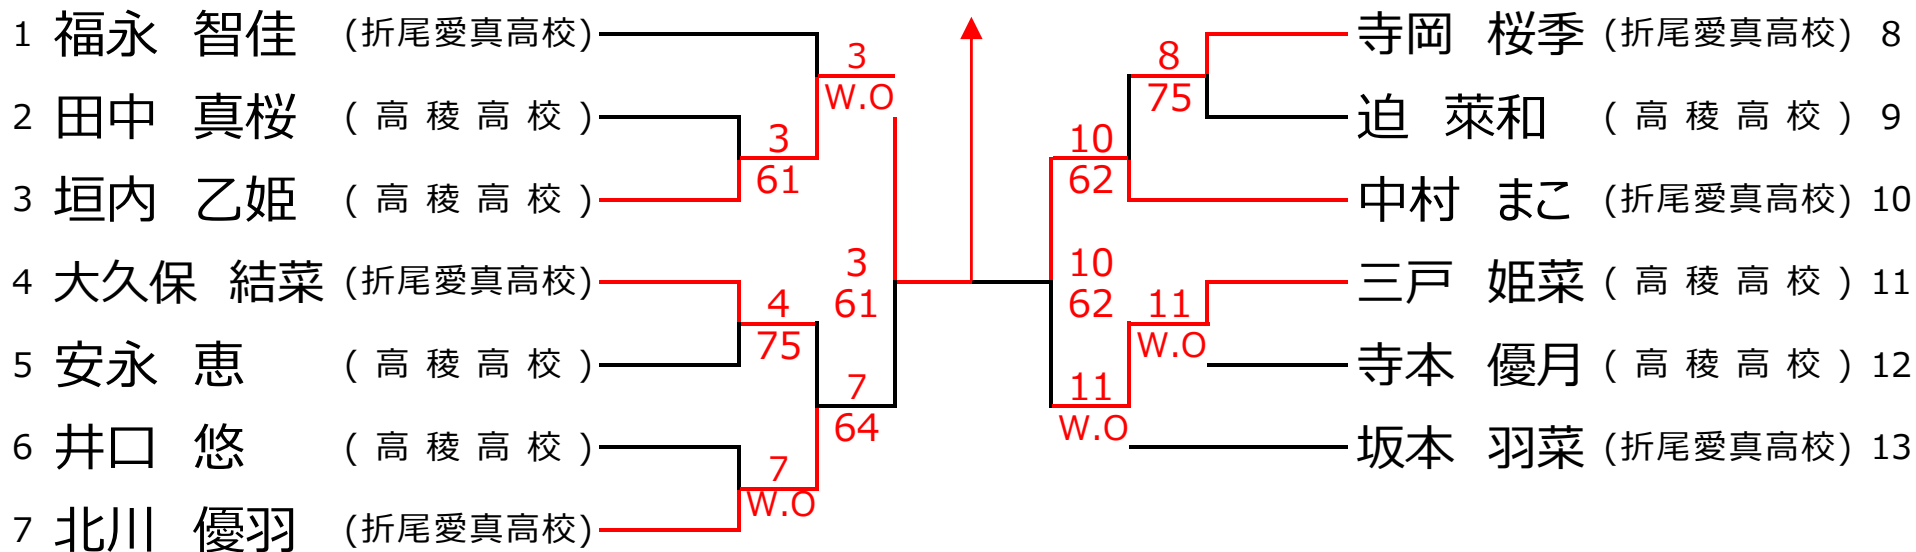 1 福永 智佳 (折尾愛真高校)
2 田中 真桜 (高稜高校)
3 垣内 乙姫 (高稜高校)
4 大久保 結菜 (折尾愛真高校)
5 安永 恵 (高稜高校)
6 井口 悠 (高稜高校)
7 北川 優羽 (折尾愛真高校)
3
W.O
3
61
4
75
7
W.O
3
61
7
64
8
75
10
62
10
62
11
W.O
11
W.O
寺岡 桜季 (折尾愛真高校) 8
迫 萊和 (高稜高校) 9
中村 まこ (折尾愛真高校) 10
三戸 姫菜 (高稜高校) 11
寺本 優月 (高稜高校) 12
坂本 羽菜 (折尾愛真高校) 13